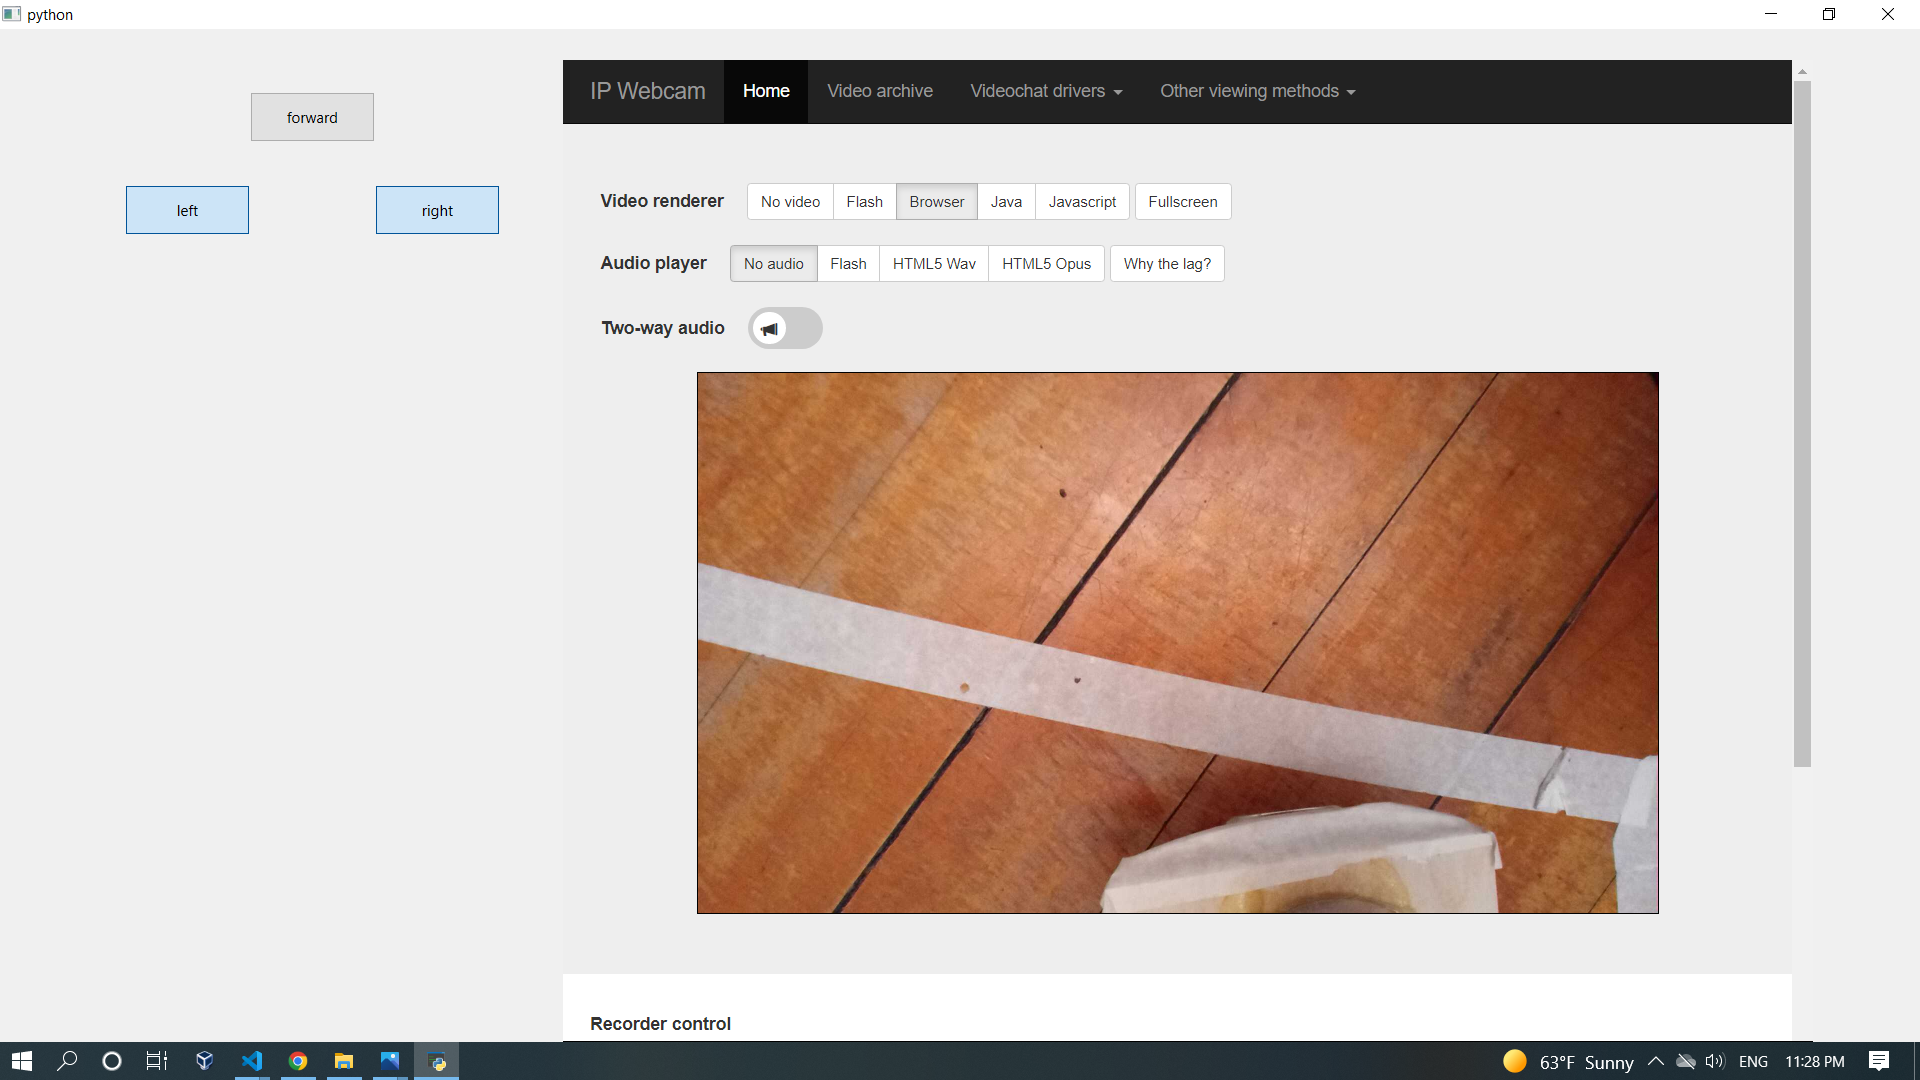 python
forward
left right
IP Webcam Home Video archive Videochat drivers Other viewing methods
Video renderer No video Flash Browser Java Javascript Fullscreen
Audio player No audio Flash HTML5 Wav HTML5 Opus Why the lag?
Two-way audio
Recorder control
63°F Sunny ENG 11:28 PM